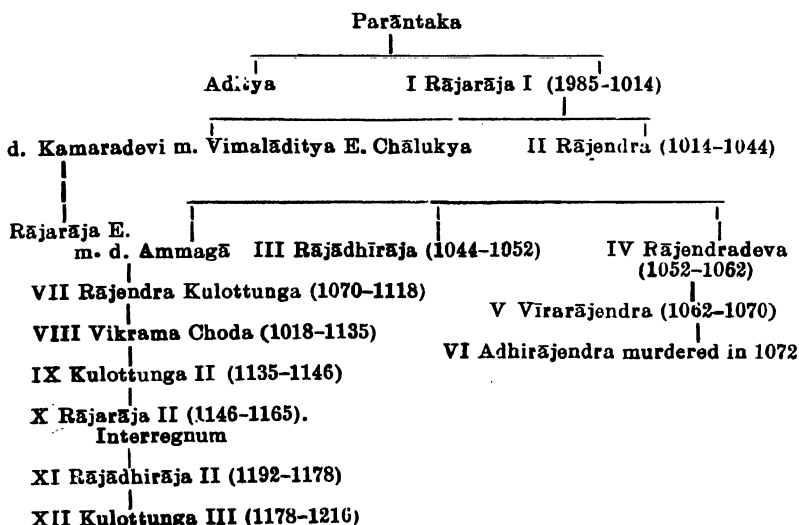 Parāntaka
Aditya I Rājarāja I (1985-1014)
d. Kamaradevi m. Vimalāditya E. Chālukya II Rājendra (1014-1044)
Rājarāja E.
m. d. Ammagā III Rājādhīrāja (1044-1052) IV Rājendradeva
(1052-1062)
VII Rājendra Kulottunga (1070-1118)
V Vīrarājendra (1062-1070)
VIII Vikrama Choda (1018-1135)
VI Adhirājendra murdered in 1072
IX Kulottunga II (1135-1146)
X Rājarāja II (1146-1165).
Interregnum
XI Rājādhirāja II (1192-1178)
XII Kulottunga III (1178-1216)